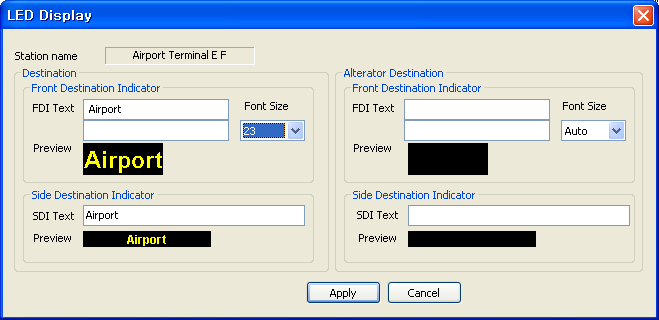 LED Display
Station name
Airport Terminal E F
Destination
Front Destination Indicator
FDI Text
Airport
Font Size
23
Preview
Airport
Side Destination Indicator
SDI Text
Airport
Preview
Airport
Alterator Destination
Front Destination Indicator
FDI Text
Font Size
Auto
Preview
Side Destination Indicator
SDI Text
Preview
Apply
Cancel